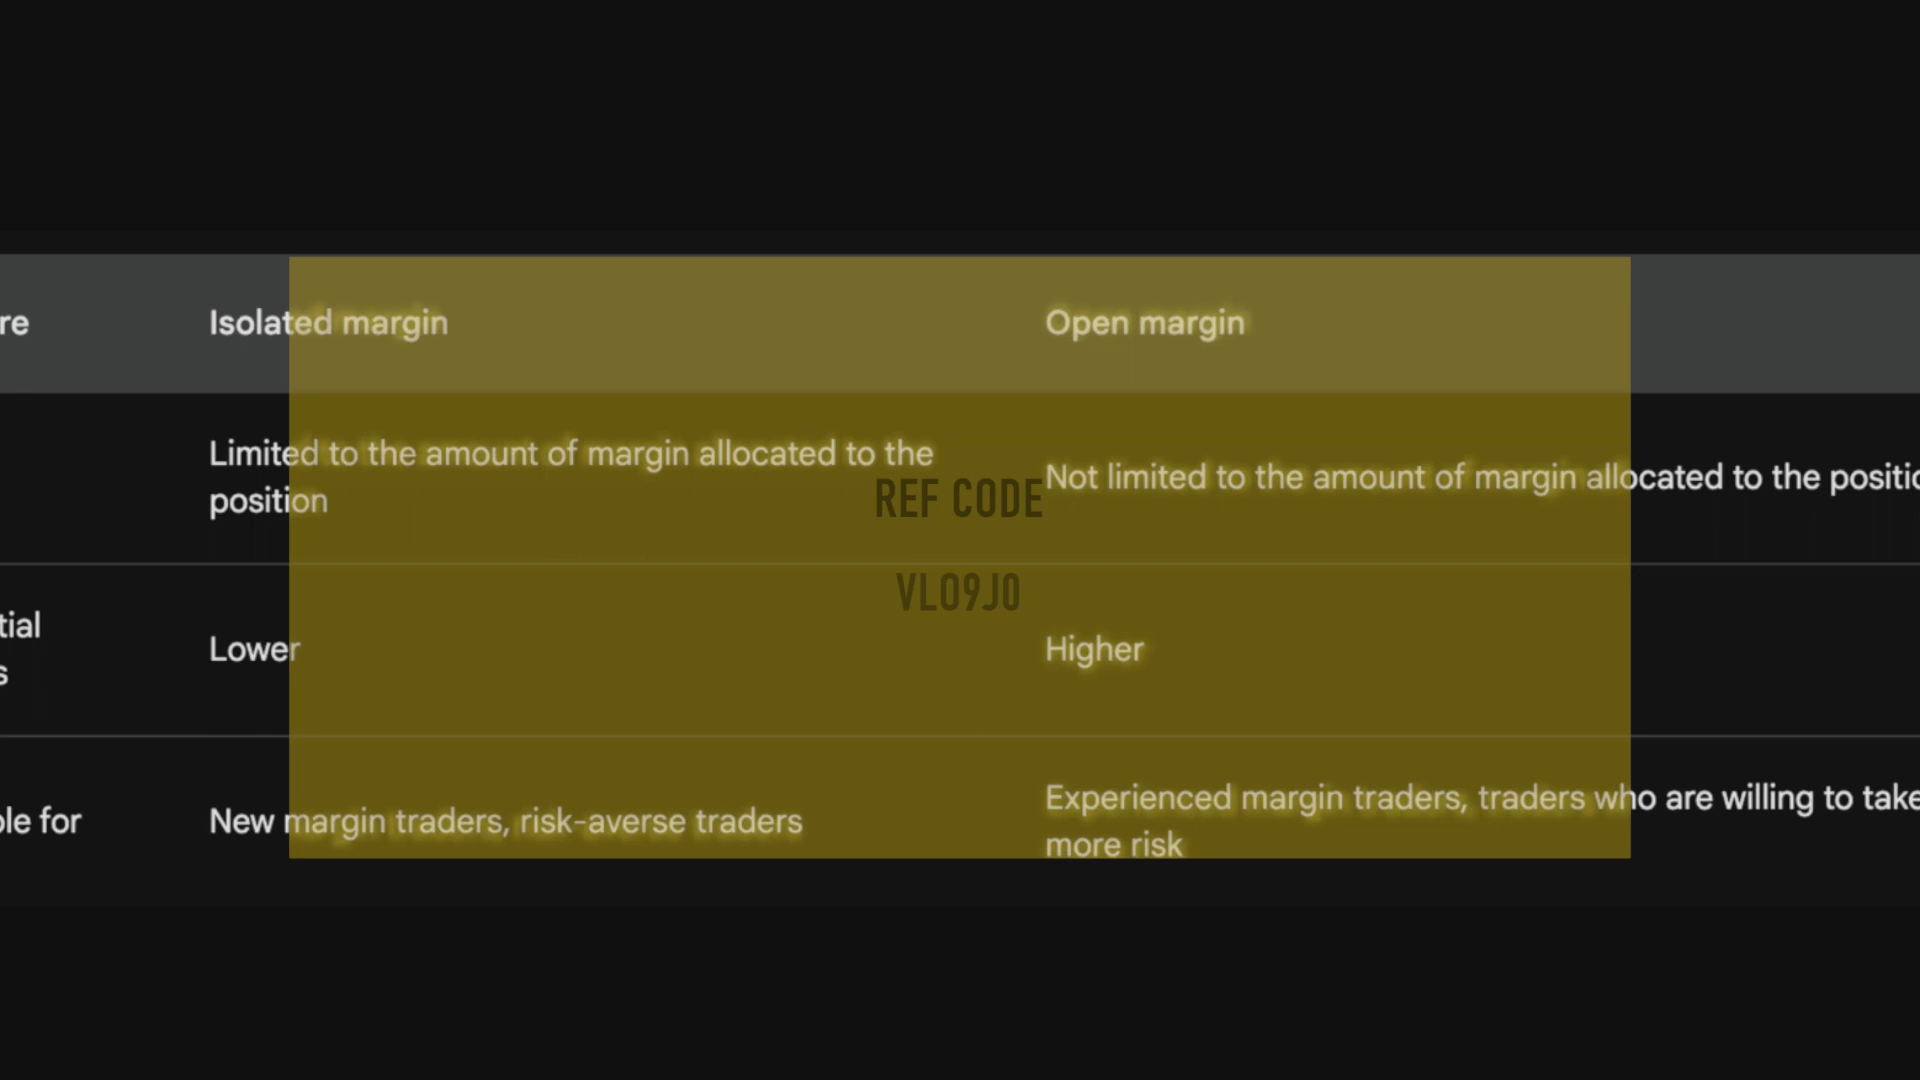 re Isolated margin Open margin
Limited to the amount of margin allocated to the
position
Not limited to the amount of margin allocated to the positio
REF CODE
VL09J0
tial
s
Lower Higher
ole for New margin traders, risk-averse traders
Experienced margin traders, traders who are willing to take
more risk